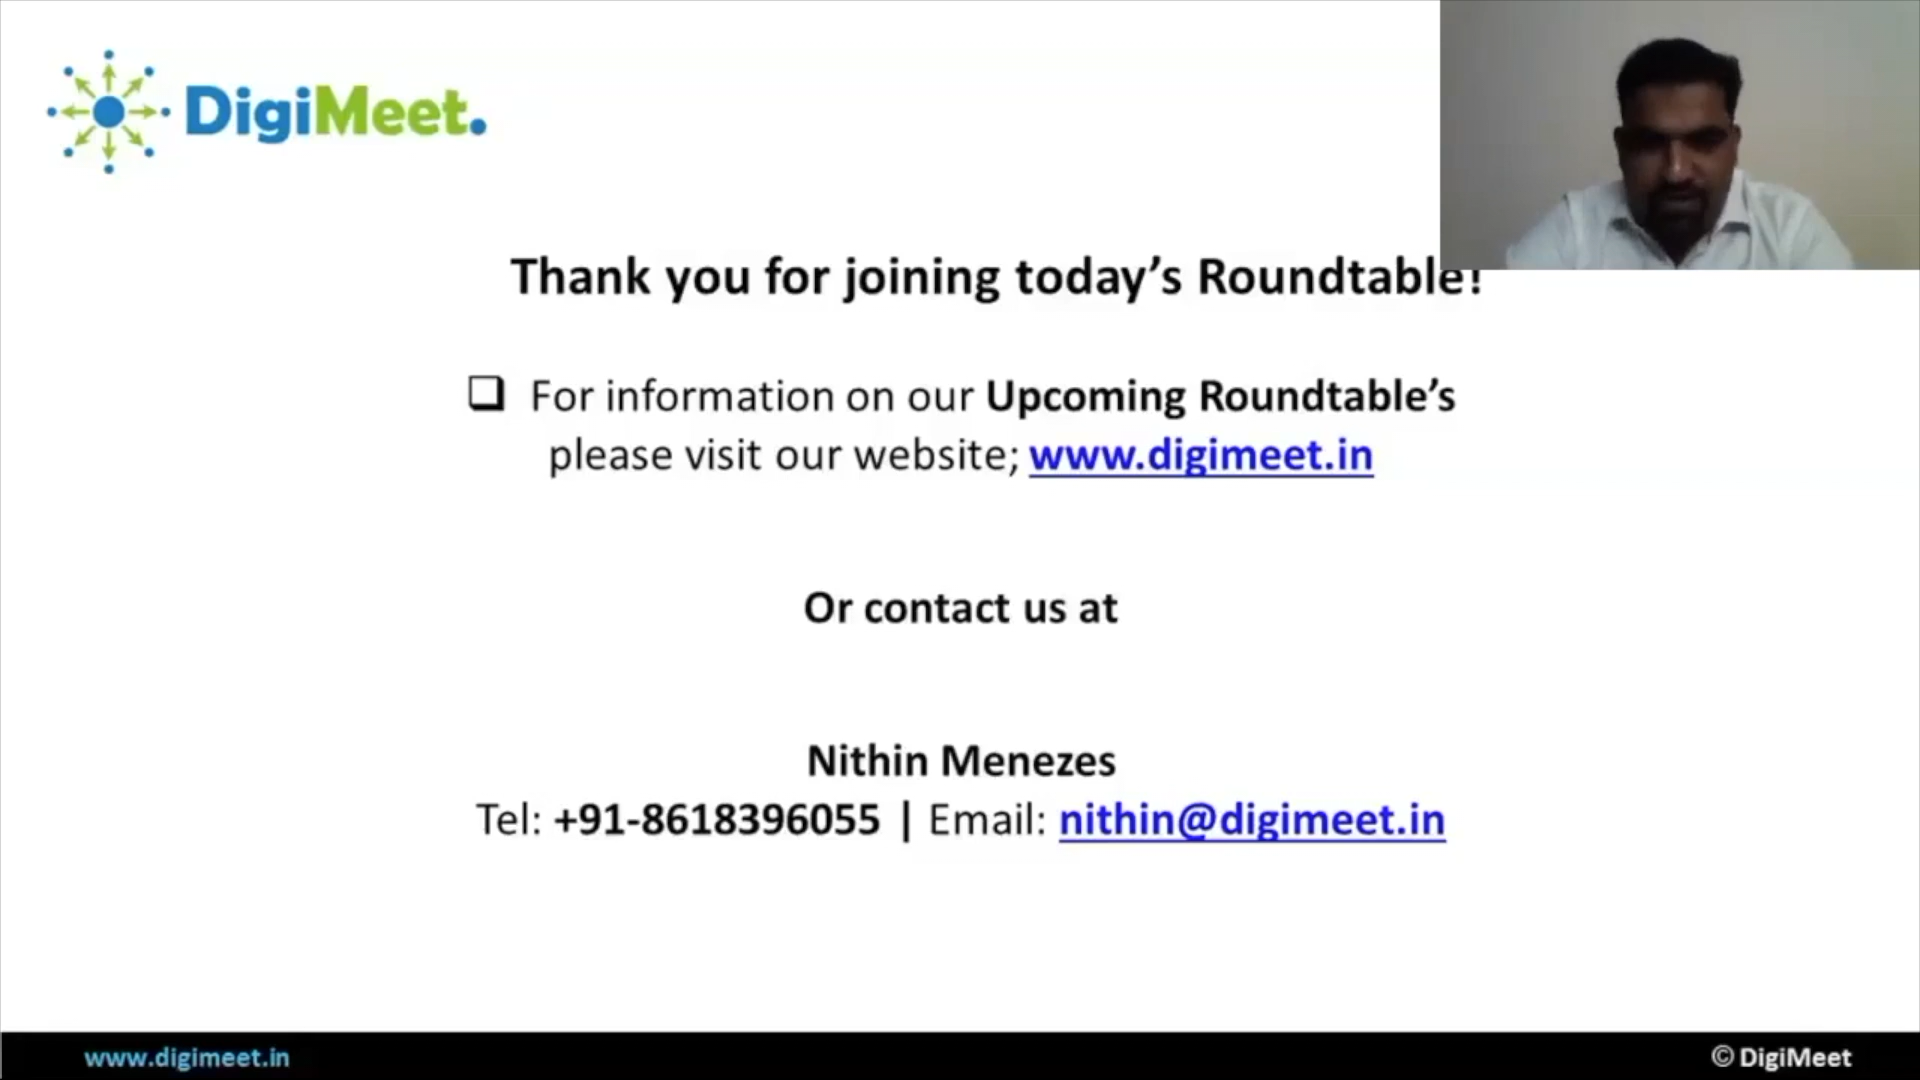 DigiMeet.
Thank you for joining today’s Roundtable!
❑ For information on our Upcoming Roundtable’s
please visit our website; www.digimeet.in
Or contact us at
Nithin Menezes
Tel: +91-8618396055 | Email: nithin@digimeet.in
www.digimeet.in
© DigiMeet